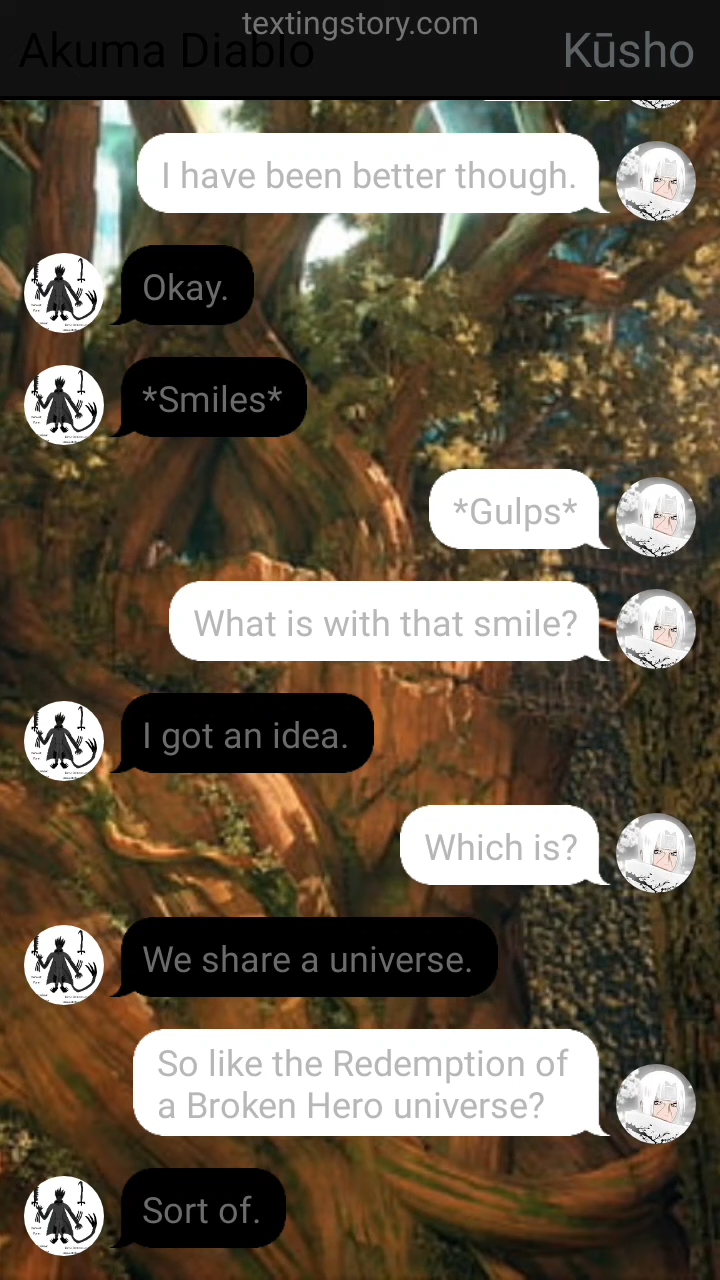 textingstory.com
Akuma Diablo
Kūsho
I have been better though.
Okay.
*Smiles*
*Gulps*
What is with that smile?
I got an idea.
Which is?
We share a universe.
So like the Redemption of
a Broken Hero universe?
Sort of.